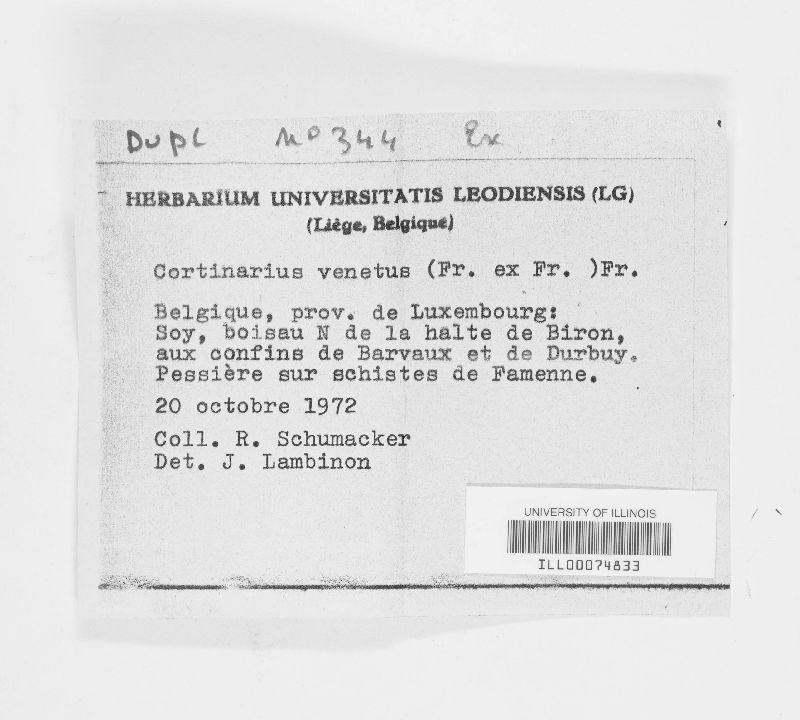 Dupl N° 344 Ex
HERBARIUM UNIVERSITATIS LEODIENSIS (LG)
(Liège, Belgique)
Cortinarius venetus (Fr. ex Fr. )Fr.
Belgique, prov. de Luxembourg:
Soy, boisau N de la halte de Biron,
aux confins de Barvaux et de Durbuy.
Pessière sur schistes de Famenne.
20 octobre 1972
Coll. R. Schumacker
Det. J. Lambinon
UNIVERSITY OF ILLINOIS
ILL00074833